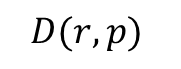 D(r, p)